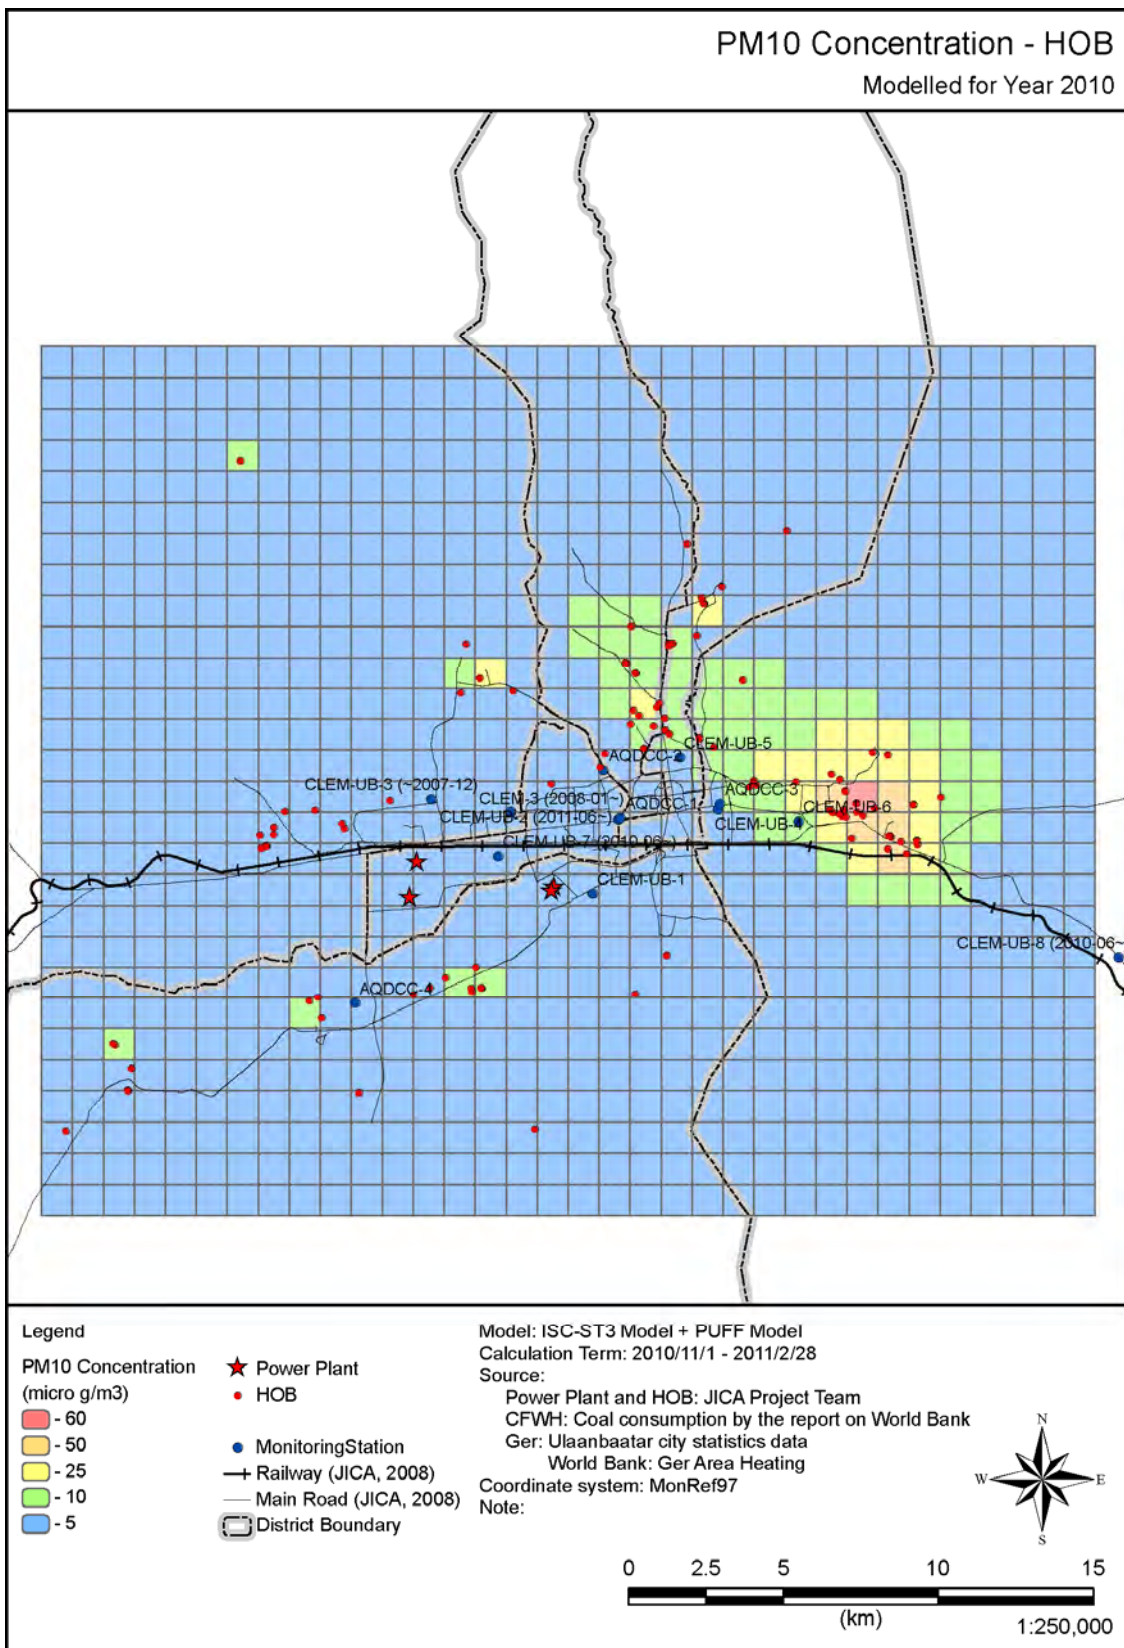 PM10 Concentration - HOB
Modelled for Year 2010
CLEM-UB-5
AQDCC-2
CLEM-UB-3 (~2007-12)
CLEM-3 (2008-01~)
AQDCC-1
AQDCC-3
CLEM-UB-6
CLEM-UB-2 (2011-06~)
CLEM-UB-4
CLEM-UB-7 (2010-06~)
CLEM-UB-1
CLEM-UB-8 (2010-06~
AQDCC-4
Legend
PM10 Concentration
(micro g/m3)
- 60
- 50
- 25
- 10
- 5
Power Plant
HOB
MonitoringStation
Railway (JICA, 2008)
Main Road (JICA, 2008)
District Boundary
Model: ISC-ST3 Model + PUFF Model
Calculation Term: 2010/11/1 - 2011/2/28
Source:
Power Plant and HOB: JICA Project Team
CFWH: Coal consumption by the report on World Bank
Ger: Ulaanbaatar city statistics data
World Bank: Ger Area Heating
Coordinate system: MonRef97
Note:
N
W E
S
0 2.5 5 10 15
(km)
1:250,000